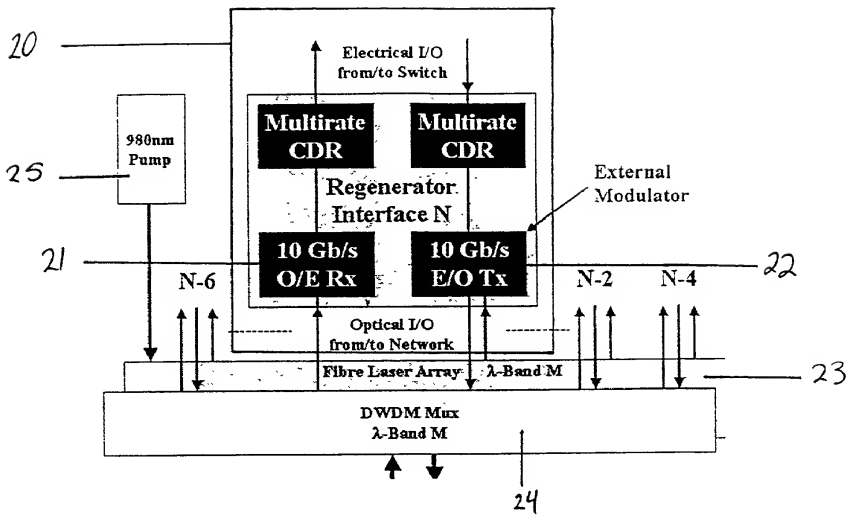 20
Electrical I/O
from/to Switch
980nm
Pump
25
Multirate
CDR
Multirate
CDR
Regenerator
Interface N
External
Modulator
21
10 Gb/s
O/E Rx
10 Gb/s
E/O Tx
22
N-6
N-2
N-4
Optical I/O
from/to Network
Fibre Laser Array
λ-Band M
23
DWDM Mux
λ-Band M
24